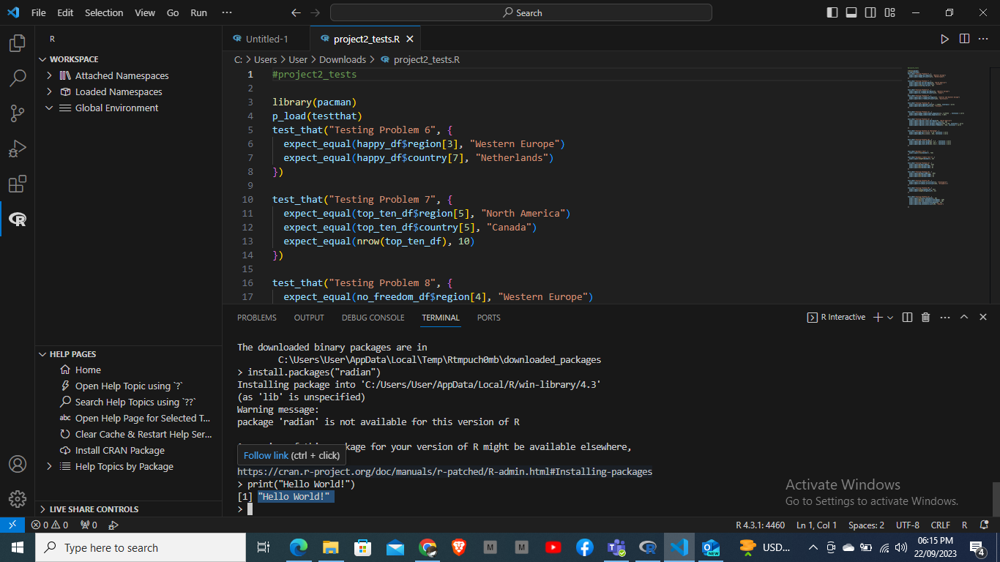 File Edit Selection View Go Run ···
Search
R
WORKSPACE
Attached Namespaces
Loaded Namespaces
Global Environment
HELP PAGES
Home
Open Help Topic using `?`
Search Help Topics using `??`
abc Open Help Page for Selected T...
Clear Cache & Restart Help Ser...
Install CRAN Package
Help Topics by Package
LIVE SHARE CONTROLS
Untitled-1
project2_tests.R
C: > Users > User > Downloads > project2_tests.R
1 #project2_tests
2
3 library(pacman)
4 p_load(testthat)
5 test_that("Testing Problem 6", {
6 expect_equal(happy_df$region[3], "Western Europe")
7 expect_equal(happy_df$country[7], "Netherlands")
8 })
9
10 test_that("Testing Problem 7", {
11 expect_equal(top_ten_df$region[5], "North America")
12 expect_equal(top_ten_df$country[5], "Canada")
13 expect_equal(nrow(top_ten_df), 10)
14 })
15
16 test_that("Testing Problem 8", {
17 expect_equal(no_freedom_df$region[4], "Western Europe")
PROBLEMS OUTPUT DEBUG CONSOLE TERMINAL PORTS
R Interactive
The downloaded binary packages are in
C:\Users\User\AppData\Local\Temp\Rtmpuch0mb\downloaded_packages
> install.packages("radian")
Installing package into 'C:/Users/User/AppData/Local/R/win-library/4.3'
(as 'lib' is unspecified)
Warning message:
package 'radian' is not available for this version of R
for your version of R might be available elsewhere,
Follow link (ctrl + click)
https://cran.r-project.org/doc/manuals/r-patched/R-admin.html#Installing-packages
> print("Hello World!")
[1] "Hello World!"
>
Activate Windows
Go to Settings to activate Windows.
0 0 0
R 4.3.1: 4460 Ln 1, Col 1 Spaces: 2 UTF-8 CRLF R
Type here to search
M M
NEW
USD...
06:15 PM
22/09/2023
4